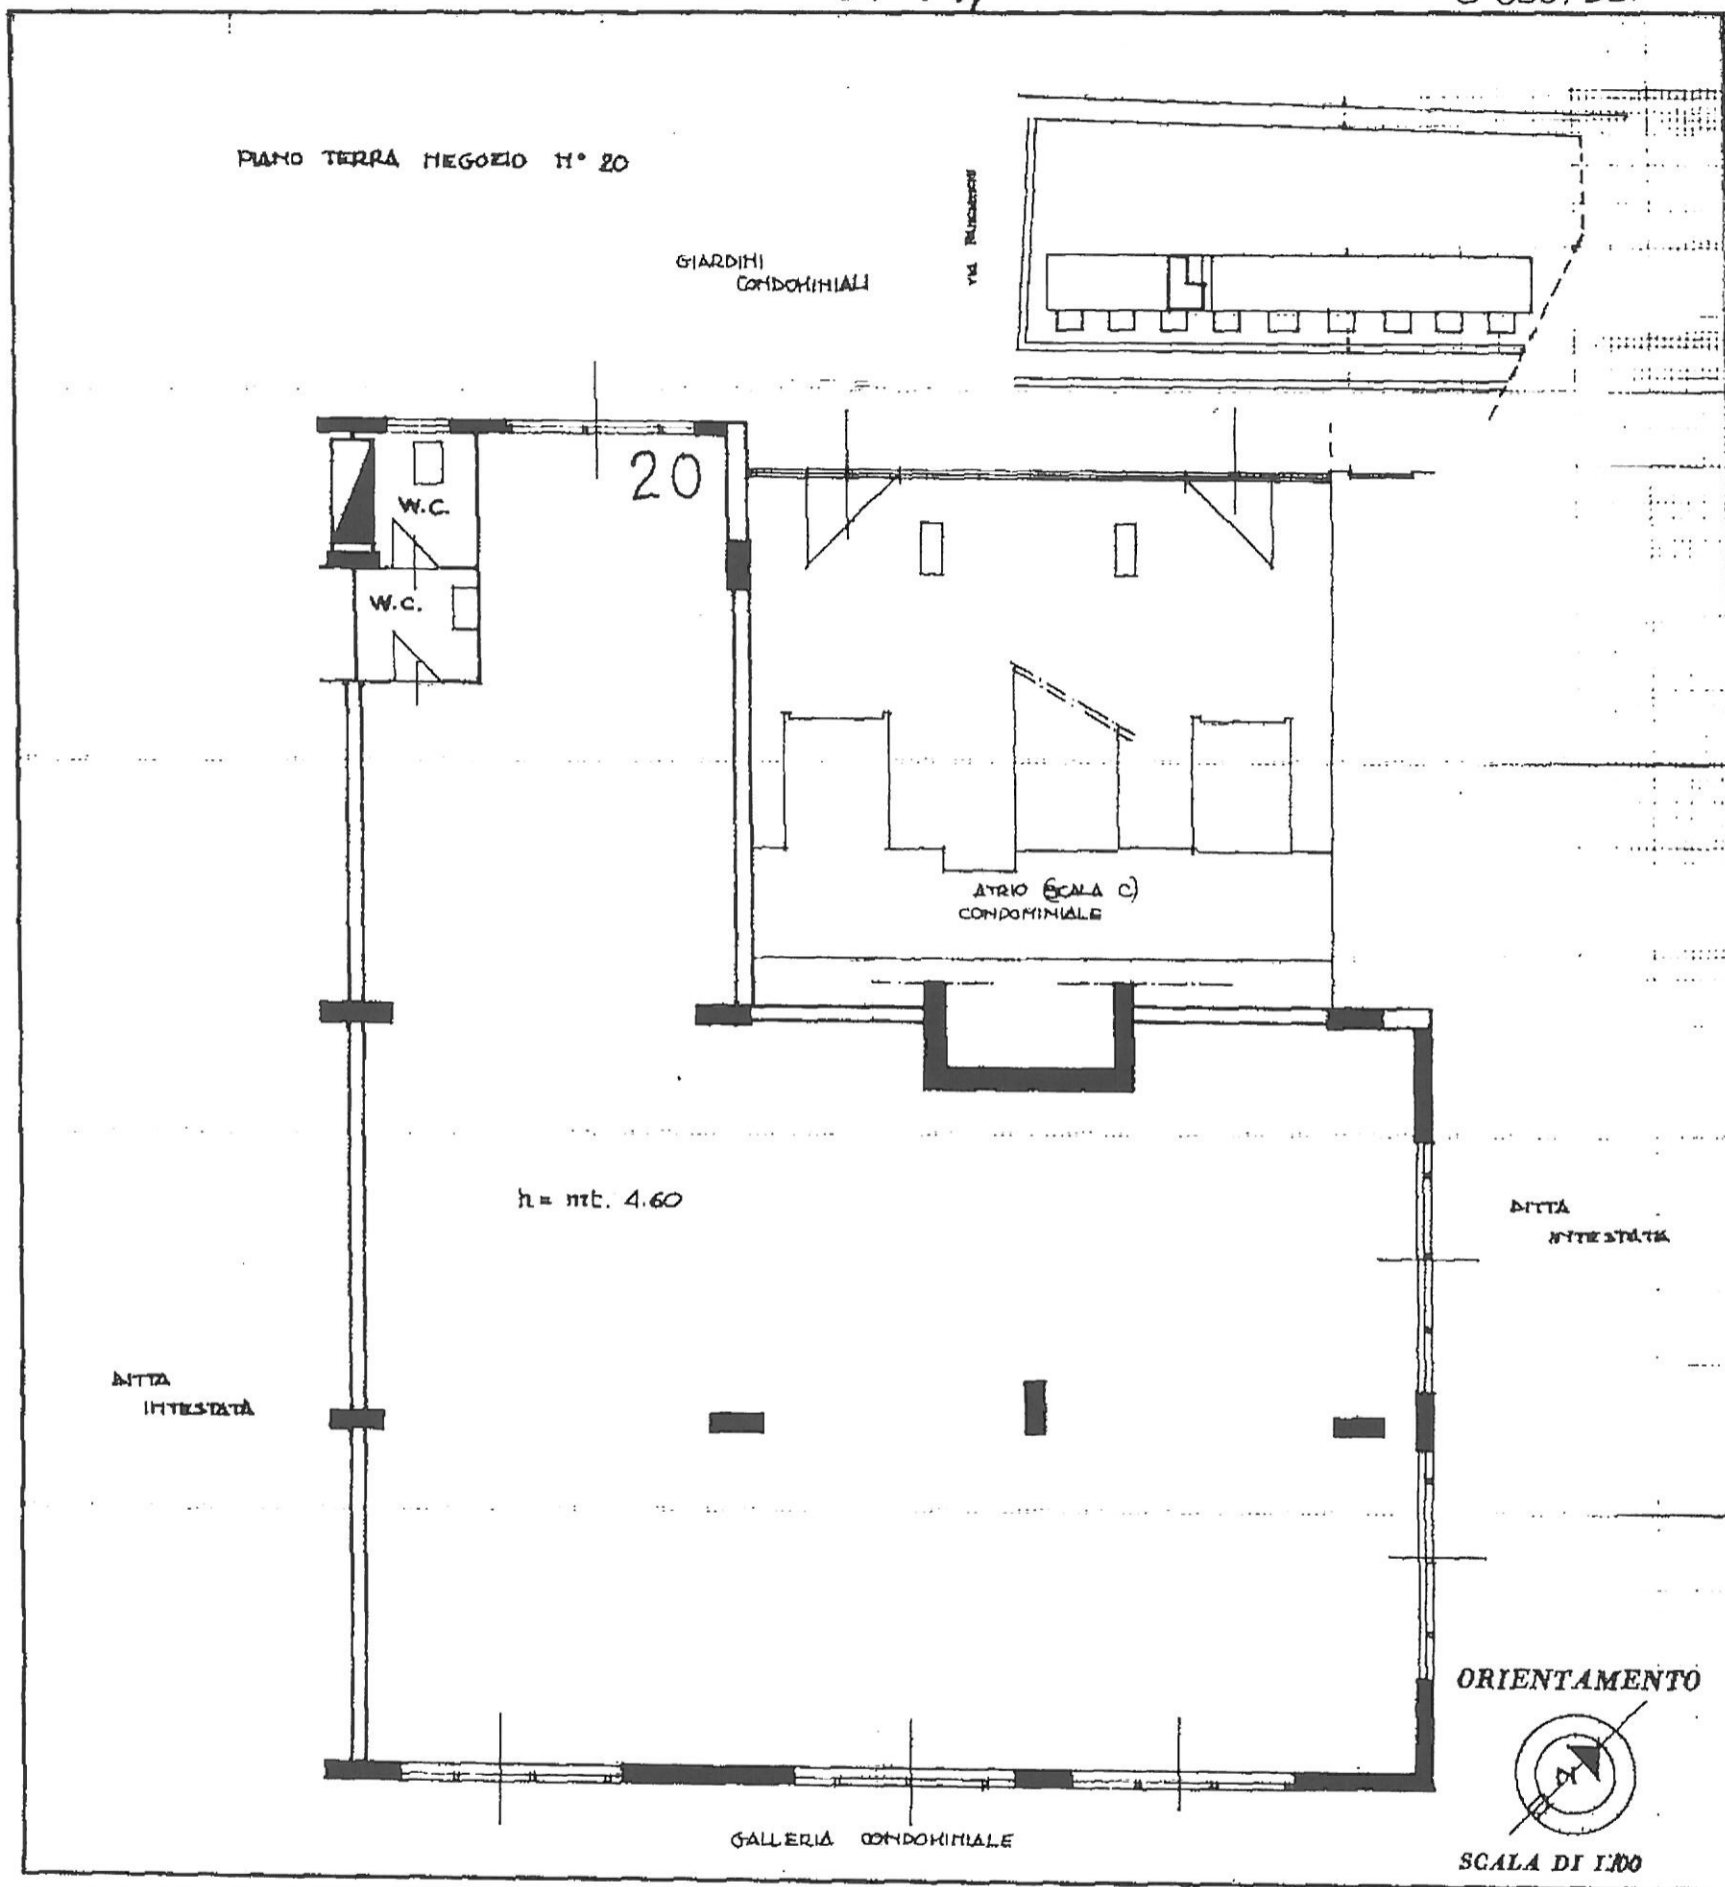 PIANO TERRA NEGOZIO N° 20
GIARDINI
CONDOMINIALI
VIA
20
W.C.
W.C.
ATRIO (SCALA C)
CONDOMINIALE
h = mt. 4.60
DITTA
INTESTATA
DITTA
INTESTATA
GALLERIA CONDOMINIALE
ORIENTAMENTO
N
SCALA DI 1:100